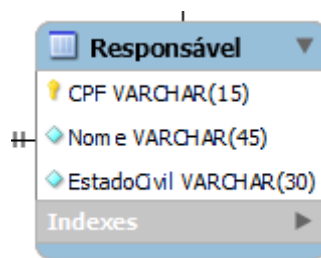 Responsável
CPF VARCHAR(15)
Nome VARCHAR(45)
EstadoCivil VARCHAR(30)
Indexes